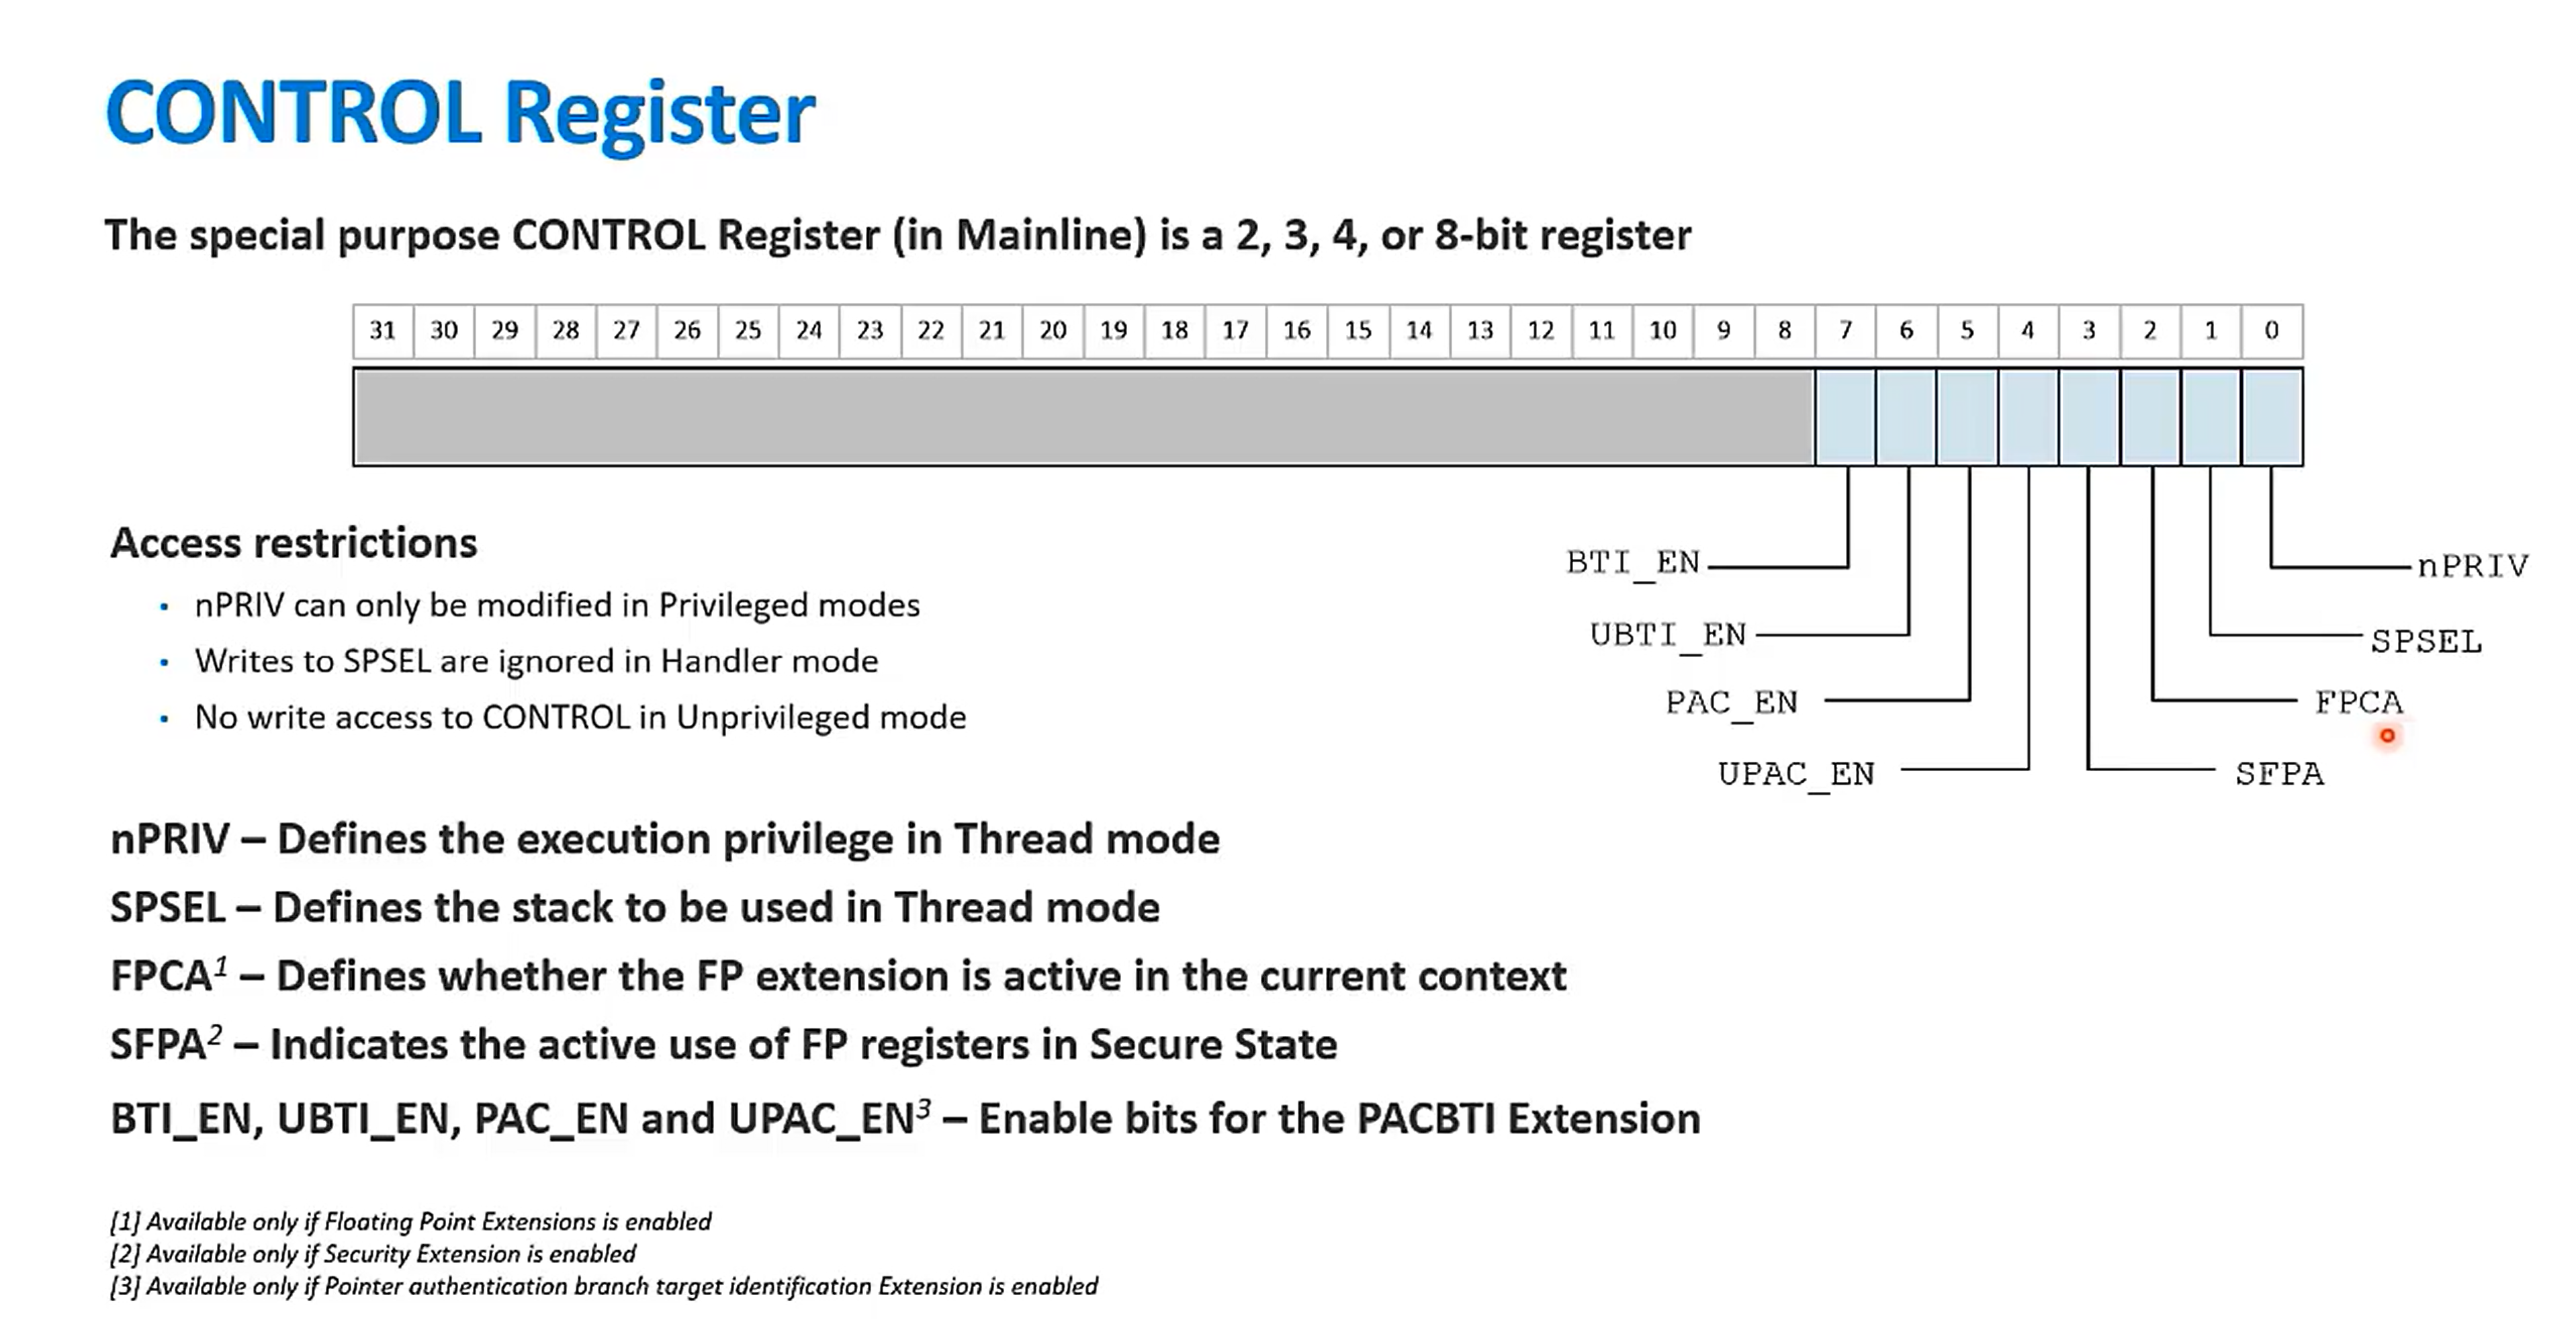 CONTROL Register
The special purpose CONTROL Register (in Mainline) is a 2, 3, 4, or 8-bit register
31 30 29 28 27 26 25 24 23 22 21 20 19 18 17 16 15 14 13 12 11 10 9 8 7 6 5 4 3 2 1 0
BTI_EN
UBTI_EN
PAC_EN
UPAC_EN
nPRIV
SPSEL
FPCA
SFPA
Access restrictions
• nPRIV can only be modified in Privileged modes
• Writes to SPSEL are ignored in Handler mode
• No write access to CONTROL in Unprivileged mode
nPRIV – Defines the execution privilege in Thread mode
SPSEL – Defines the stack to be used in Thread mode
FPCA¹ – Defines whether the FP extension is active in the current context
SFPA² – Indicates the active use of FP registers in Secure State
BTI_EN, UBTI_EN, PAC_EN and UPAC_EN³ – Enable bits for the PACBTI Extension
[1] Available only if Floating Point Extensions is enabled
[2] Available only if Security Extension is enabled
[3] Available only if Pointer authentication branch target identification Extension is enabled